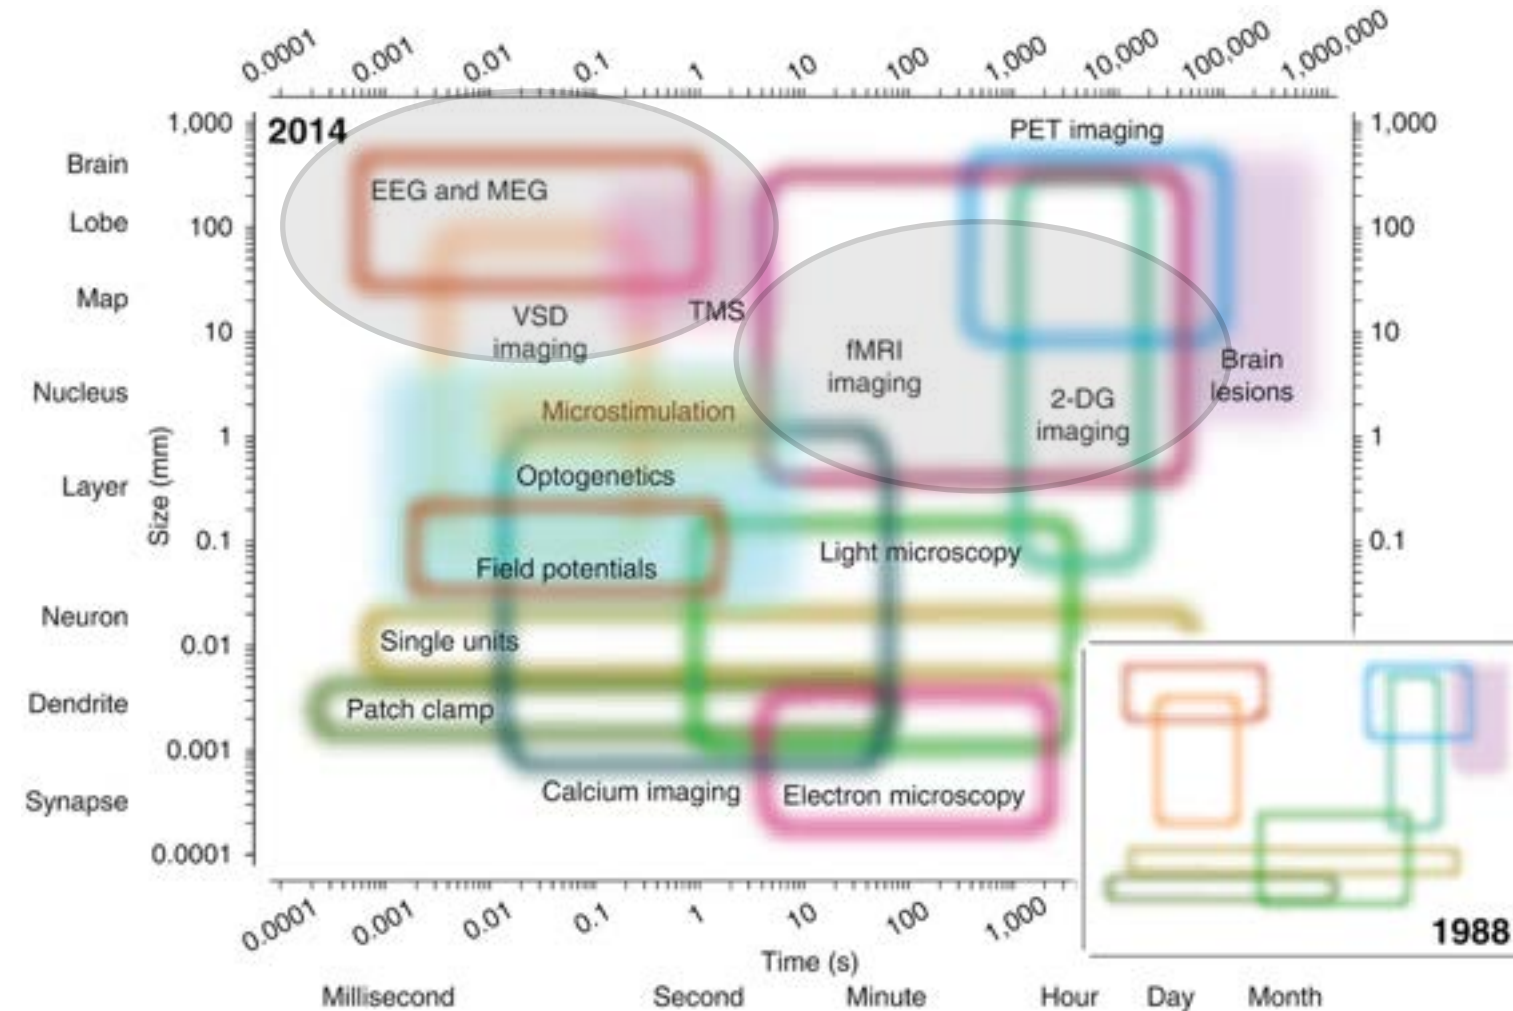 0.0001 0.001 0.01 0.1 1 10 100 1,000 10,000 100,000 1,000,000
2014
1,000
100
10
1
0.1
0.01
0.001
0.0001
Brain
Lobe
Map
Nucleus
Layer
Neuron
Dendrite
Synapse
Size (mm)
EEG and MEG
VSD
imaging
TMS
Microstimulation
Optogenetics
Field potentials
Single units
Patch clamp
Calcium imaging
PET imaging
fMRI
imaging
2-DG
imaging
Brain
lesions
Light microscopy
Electron microscopy
1,000
100
10
1
0.1
1988
0.0001 0.001 0.01 0.1 1 10 100 1,000
Time (s)
Millisecond Second Minute Hour Day Month